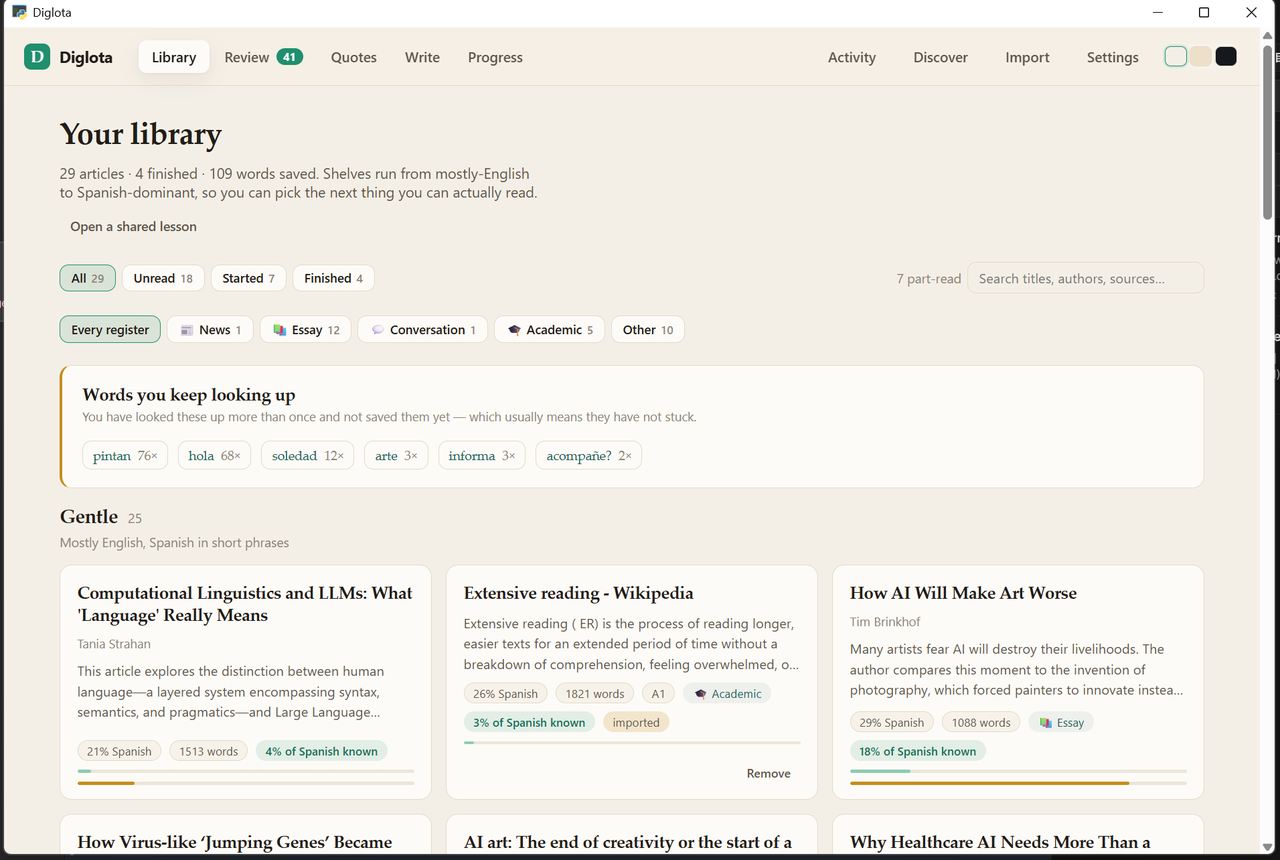 Diglota
D Diglota Library Review 41 Quotes Write Progress Activity Discover Import Settings
Your library
29 articles · 4 finished · 109 words saved. Shelves run from mostly-English
to Spanish-dominant, so you can pick the next thing you can actually read.
Open a shared lesson
All 29 Unread 18 Started 7 Finished 4 7 part-read Search titles, authors, sources...
Every register News 1 Essay 12 Conversation 1 Academic 5 Other 10
Words you keep looking up
You have looked these up more than once and not saved them yet — which usually means they have not stuck.
pintan 76× hola 68× soledad 12× arte 3× informa 3× acompañe? 2×
Gentle 25
Mostly English, Spanish in short phrases
Computational Linguistics and LLMs: What
'Language' Really Means
Tania Strahan
This article explores the distinction between human
language—a layered system encompassing syntax,
semantics, and pragmatics—and Large Language...
21% Spanish 1513 words 4% of Spanish known
Extensive reading - Wikipedia
Extensive reading ( ER) is the process of reading longer,
easier texts for an extended period of time without a
breakdown of comprehension, feeling overwhelmed, o...
26% Spanish 1821 words A1 Academic
3% of Spanish known imported
Remove
How AI Will Make Art Worse
Tim Brinkhof
Many artists fear AI will destroy their livelihoods. The
author compares this moment to the invention of
photography, which forced painters to innovate instea...
29% Spanish 1088 words Essay
18% of Spanish known
How Virus-like ‘Jumping Genes’ Became
AI art: The end of creativity or the start of a
Why Healthcare AI Needs More Than a